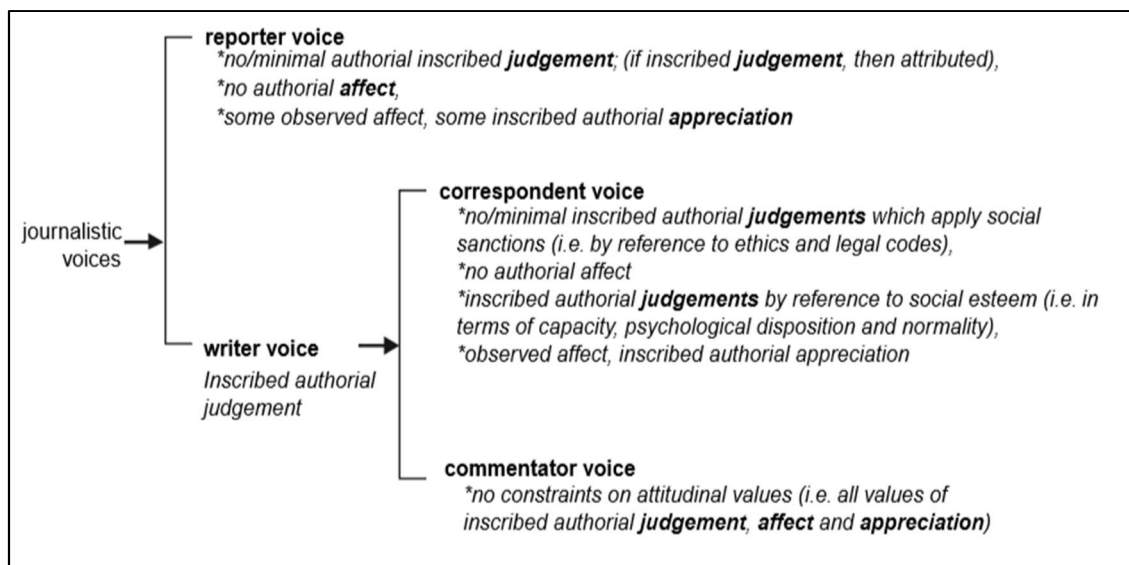 reporter voice
*no/minimal authorial inscribed judgement; (if inscribed judgement, then attributed),
*no authorial affect,
*some observed affect, some inscribed authorial appreciation
journalistic
voices
correspondent voice
*no/minimal inscribed authorial judgements which apply social
sanctions (i.e. by reference to ethics and legal codes),
*no authorial affect
*inscribed authorial judgements by reference to social esteem (i.e. in
terms of capacity, psychological disposition and normality),
*observed affect, inscribed authorial appreciation
writer voice
Inscribed authorial
judgement
commentator voice
*no constraints on attitudinal values (i.e. all values of
inscribed authorial judgement, affect and appreciation)